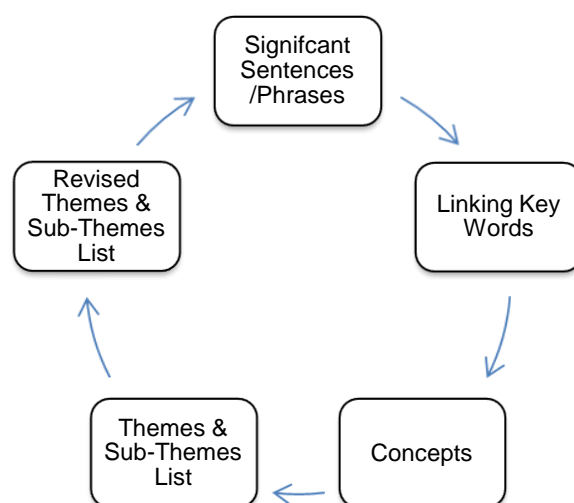 Signifcant
Sentences
/Phrases
Linking Key
Words
Concepts
Themes &
Sub-Themes
List
Revised
Themes &
Sub-Themes
List